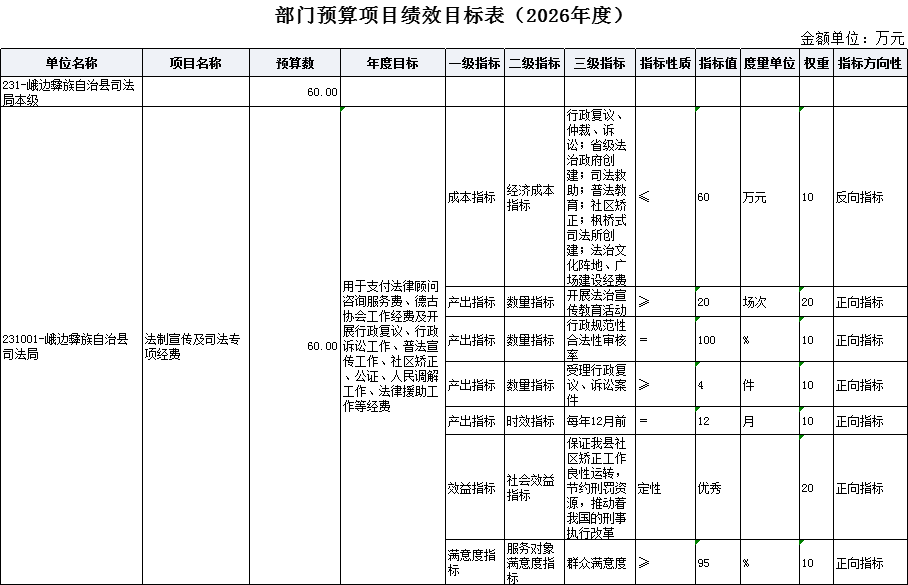 部门预算项目绩效目标表（2026年度）
金额单位：万元
单位名称 项目名称 预算数 年度目标 一级指标 二级指标 三级指标 指标性质 指标值 度量单位 权重 指标方向性
231-峨边彝族自治县司法
局本级
60.00
231001-峨边彝族自治县
司法局
法制宣传及司法专
项经费
60.00
用于支付法律顾问
咨询服务费、德古
协会工作经费及开
展行政复议、行政
诉讼工作、普法宣
传工作、社区矫正
、公证、人民调解
工作、法律援助工
作等经费
成本指标
经济成本
指标
行政复议、
仲裁、诉
讼；省级法
治政府创
建；司法救
助；普法教
育；社区矫
正；枫桥式
司法所创
建；法治文
化阵地、广
场建设经费
≤ 60 万元 10 反向指标
产出指标 数量指标
开展法治宣
传教育活动
≥ 20 场次 20 正向指标
产出指标 数量指标
行政规范性
合法性审核
率
＝ 100 % 10 正向指标
产出指标 数量指标
受理行政复
议、诉讼案
件
≥ 4 件 10 正向指标
产出指标 时效指标 每年12月前 ＝ 12 月 10 正向指标
效益指标
社会效益
指标
保证我县社
区矫正工作
良性运转，
节约刑罚资
源，推动着
我国的刑事
执行改革
定性 优秀 20 正向指标
满意度指
标
服务对象
满意度指
标
群众满意度 ≥ 95 % 10 正向指标